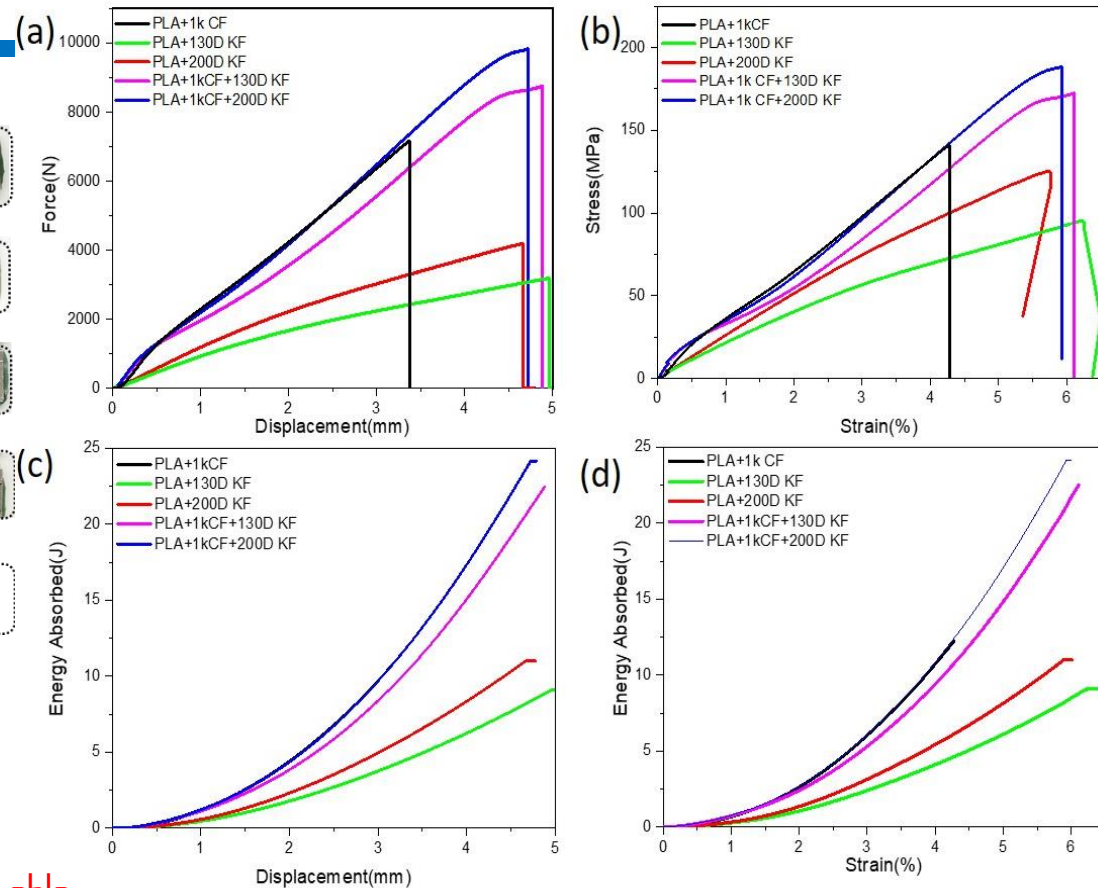 (a)
PLA+1k CF
PLA+130D KF
PLA+200D KF
PLA+1kCF+130D KF
PLA+1kCF+200D KF
10000
8000
6000
4000
2000
0
Force(N)
0 1 2 3 4 5
Displacement(mm)
(b)
PLA+1kCF
PLA+130D KF
PLA+200D KF
PLA+1k CF+130D KF
PLA+1k CF+200D KF
200
150
100
50
0
Stress(MPa)
0 1 2 3 4 5 6
Strain(%)
(c)
PLA+1kCF
PLA+130D KF
PLA+200D KF
PLA+1kCF+130D KF
PLA+1kCF+200D KF
25
20
15
10
5
0
Energy Absorbed(J)
0 1 2 3 4 5
Displacement(mm)
(d)
PLA+1k CF
PLA+130D KF
PLA+200D KF
PLA+1kCF+130D KF
PLA+1kCF+200D KF
25
20
15
10
5
0
Energy Absorbed(J)
0 1 2 3 4 5 6
Strain(%)